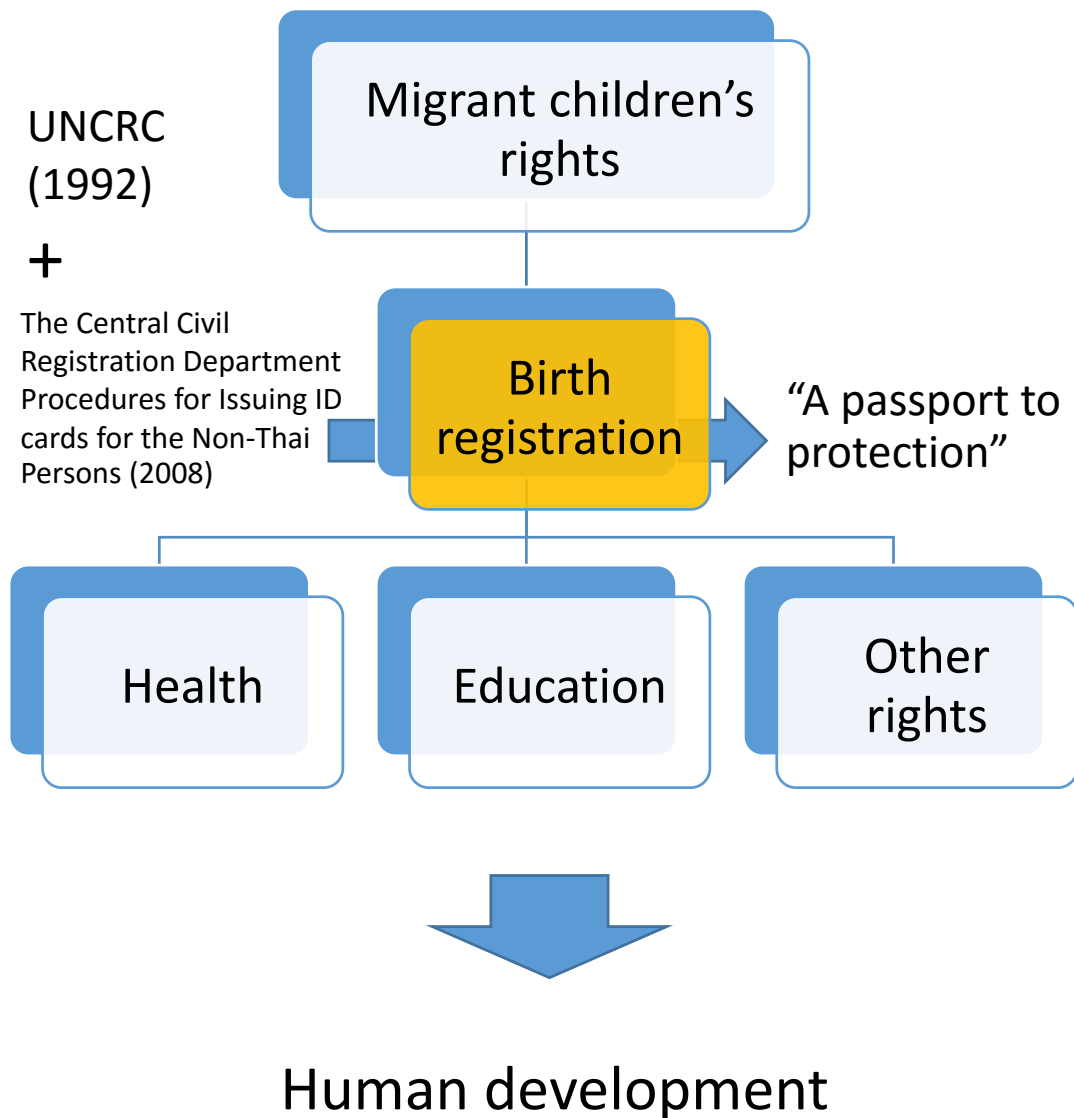 Migrant children’s
rights
UNCRC
(1992)
+
The Central Civil
Registration Department
Procedures for Issuing ID
cards for the Non-Thai
Persons (2008)
Birth
registration
“A passport to
protection”
Health
Education
Other
rights
Human development